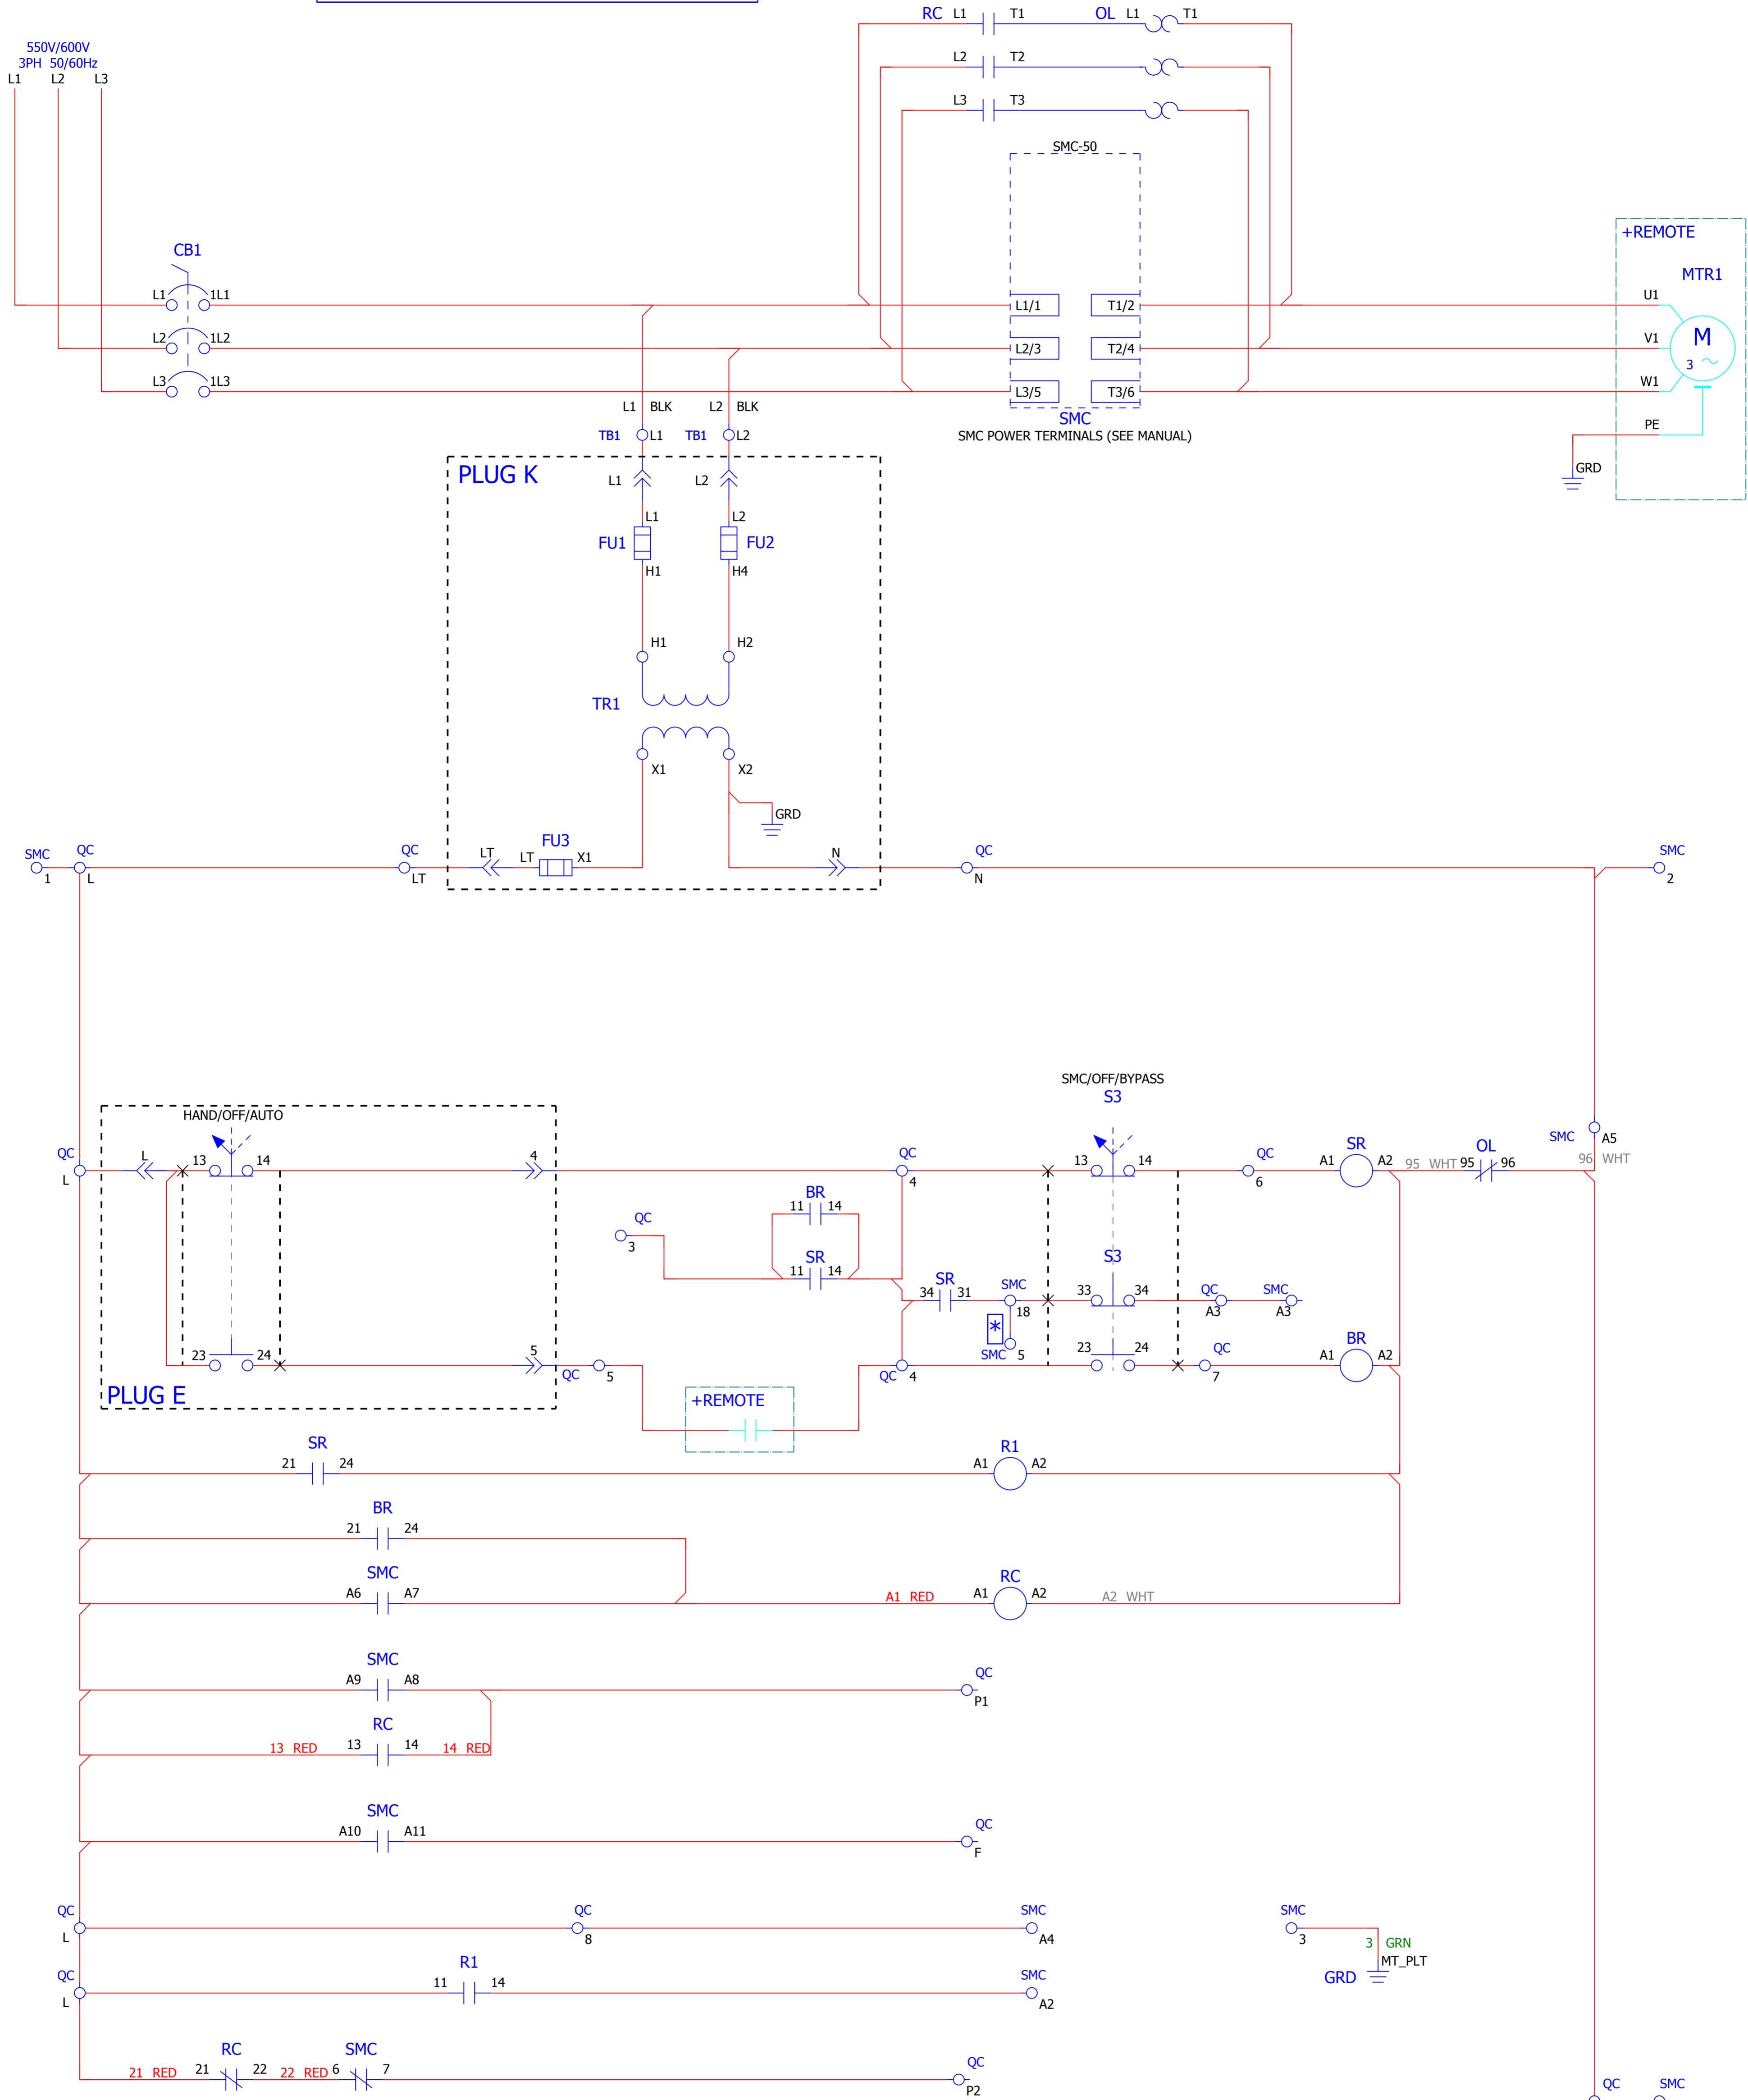 RC L1 T1 OL L1 T1
550V/600V
3PH 50/60Hz
L1 L2 L3
L2 T2
L3 T3
SMC-50
+REMOTE
MTR1
CB1
L1 1L1 L1/1 T1/2 U1
L2 1L2 L2/3 T2/4 V1 M
3
L3 1L3 L3/5 T3/6 W1
L1 BLK L2 BLK
SMC
SMC POWER TERMINALS (SEE MANUAL)
PE
TB1 L1 TB1 L2
GRD
PLUG K
L1 L2
L1 L2
FU1 FU2
H1 H4
H1 H2
TR1
X1 X2
GRD
SMC QC QC FU3 QC SMC
LT LT X1 N
1 L LT N 2
SMC/OFF/BYPASS
S3
HAND/OFF/AUTO
SMC A5
QC L 13 14 4 QC 13 14 QC SR OL
A1 A2 95 WHT 95 96 96 WHT
L 4 6
BR
11 14
QC
3
SR
11 14
S3
SR
34 31 SMC 33 34 QC SMC
18 A3 A3
*
SMC 5
23 24 5 23 24 QC BR
A1 A2
QC 5 QC 4 7
PLUG E
+REMOTE
SR R1
21 24 A1 A2
BR
21 24
SMC RC
A6 A7 A1 RED A1 A2 A2 WHT
SMC QC
A9 A8 P1
RC
13 RED 13 14 14 RED
SMC QC
A10 A11 F
QC QC SMC SMC
L 8 A4 3
3 GRN
MT_PLT
GRD
QC R1 SMC
L 11 14 A2
RC SMC QC
21 RED 21 22 22 RED 6 7 P2
QC SMC